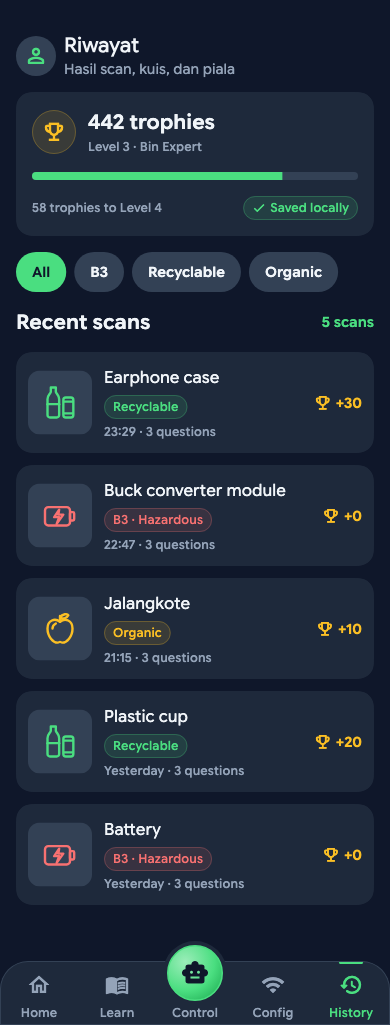 Riwayat
Hasil scan, kuis, dan piala
442 trophies
Level 3 · Bin Expert
58 trophies to Level 4
Saved locally
All
B3
Recyclable
Organic
Recent scans
5 scans
Earphone case
Recyclable
23:29 · 3 questions
+30
Buck converter module
B3 · Hazardous
22:47 · 3 questions
+0
Jalangkote
Organic
21:15 · 3 questions
+10
Plastic cup
Recyclable
Yesterday · 3 questions
+20
Battery
B3 · Hazardous
Yesterday · 3 questions
+0
Home
Learn
Control
Config
History